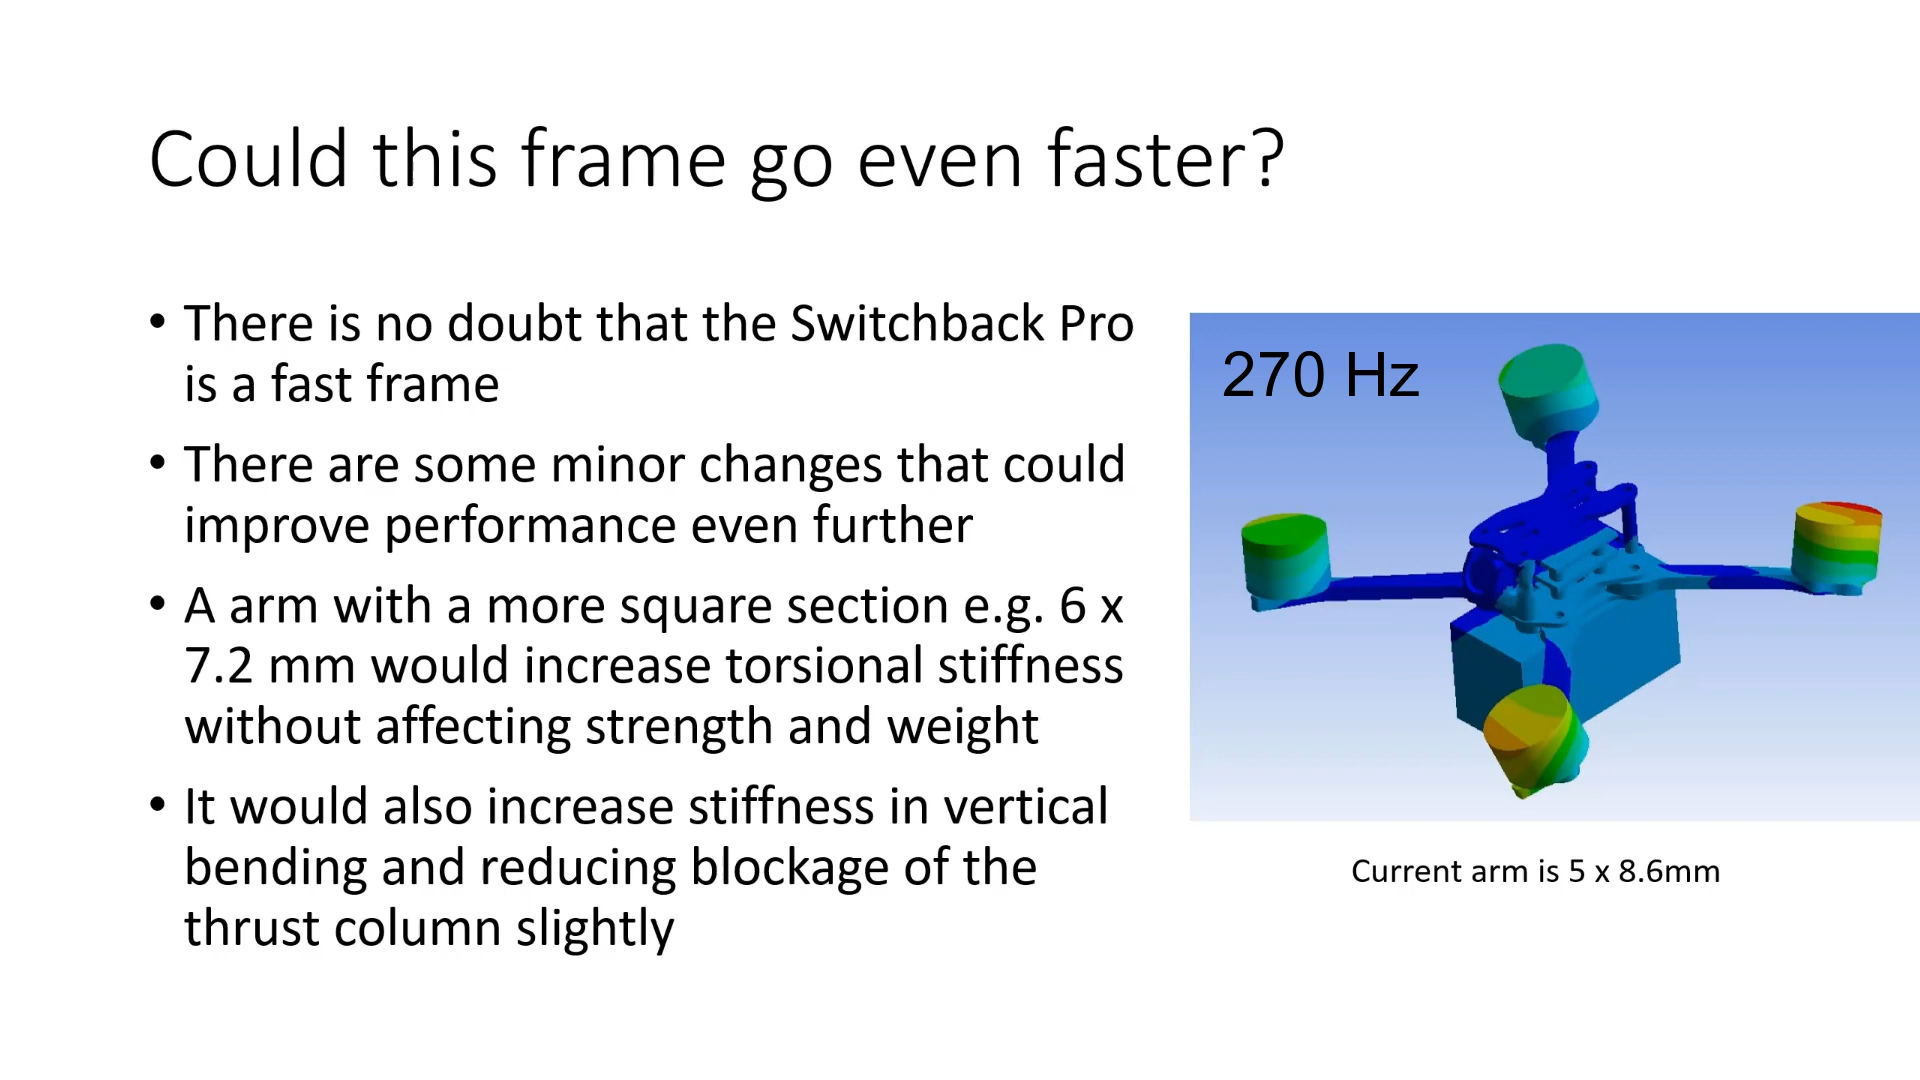 Could this frame go even faster?
• There is no doubt that the Switchback Pro
is a fast frame
• There are some minor changes that could
improve performance even further
• A arm with a more square section e.g. 6 x
7.2 mm would increase torsional stiffness
without affecting strength and weight
• It would also increase stiffness in vertical
bending and reducing blockage of the
thrust column slightly
270 Hz
Current arm is 5 x 8.6mm